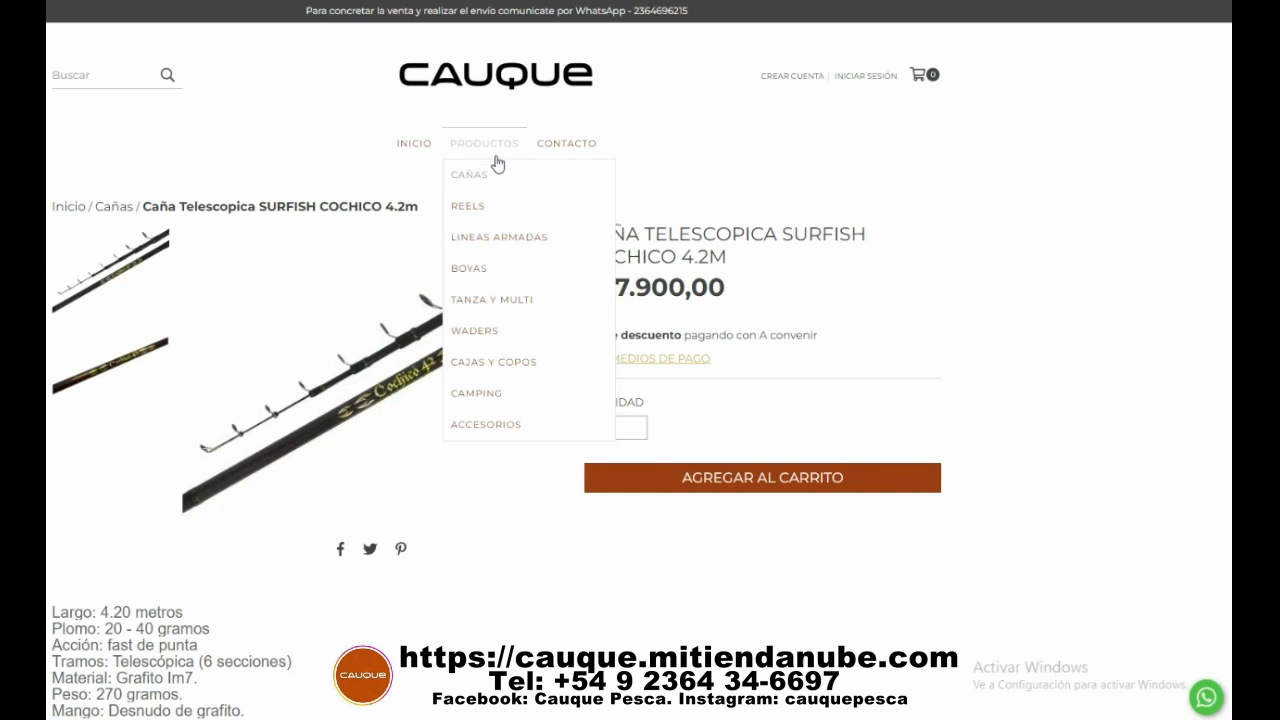 Para concretar la venta y realizar el envío comunicate por WhatsApp - 2364696215
Buscar
CAUQUE
CREAR CUENTA | INICIAR SESIÓN
0
INICIO PRODUCTOS CONTACTO
CAÑAS
REELS
LINEAS ARMADAS
BOYAS
TANZA Y MULTI
WADERS
CAJAS Y COPOS
CAMPING
ACCESORIOS
Inicio / Cañas / Caña Telescopica SURFISH COCHICO 4.2m
ÑA TELESCOPICA SURFISH
CHICO 4.2M
7.900,00
descuento pagando con A convenir
MEDIOS DE PAGO
IDAD
AGREGAR AL CARRITO
Cochico 42
Largo: 4.20 metros
Plomo: 20 - 40 gramos
Acción: fast de punta
Tramos: Telescópica (6 secciones)
Material: Grafito Im7.
Peso: 270 gramos.
Mango: Desnudo de grafito.
CAUQUE
https://cauque.mitiendanube.com
Tel: +54 9 2364 34-6697
Facebook: Cauque Pesca. Instagram: cauquepesca
Activar Windows
Ve a Configuración para activar Windows.